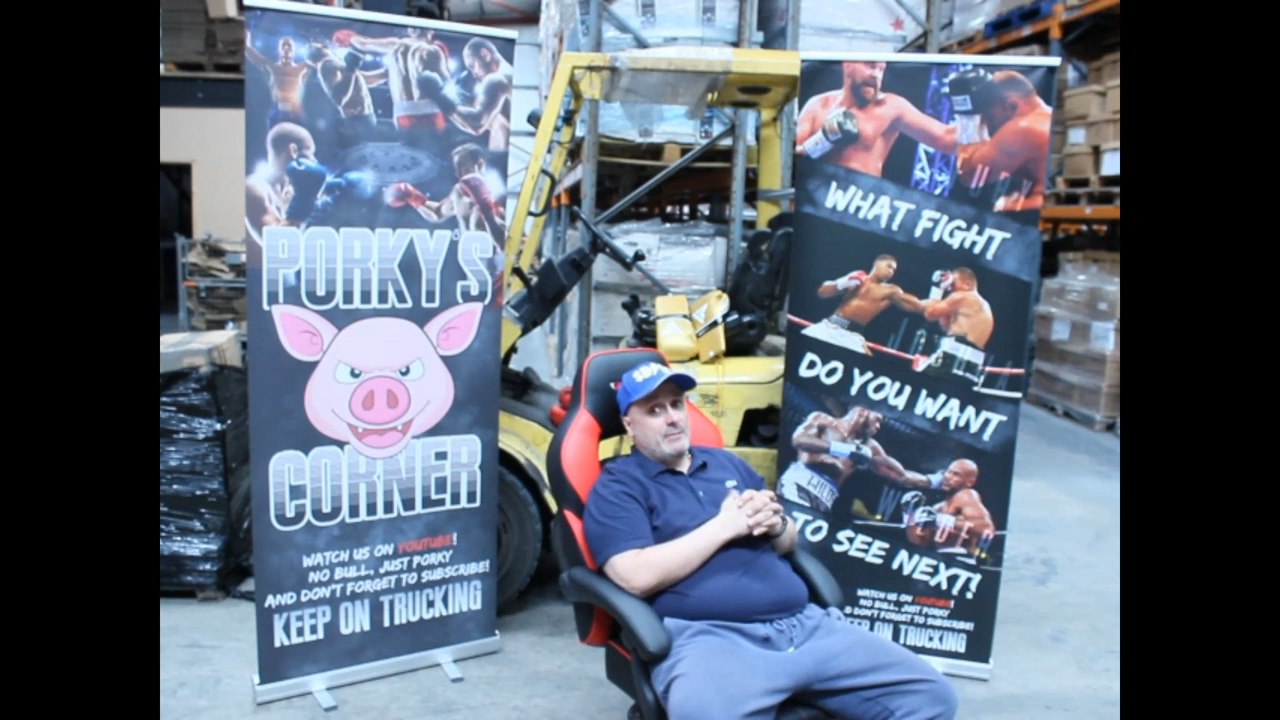 PORKY'S
CORNER
WATCH US ON YOUTUBE!
NO BULL, JUST PORKY
AND DON'T FORGET TO SUBSCRIBE!
KEEP ON TRUCKING
WHAT FIGHT
DO YOU WANT
TO SEE NEXT!
WATCH US ON YOUTUBE!
NO BULL, JUST PORKY
DON'T FORGET TO SUBSCRIBE!
ON TRUCKING